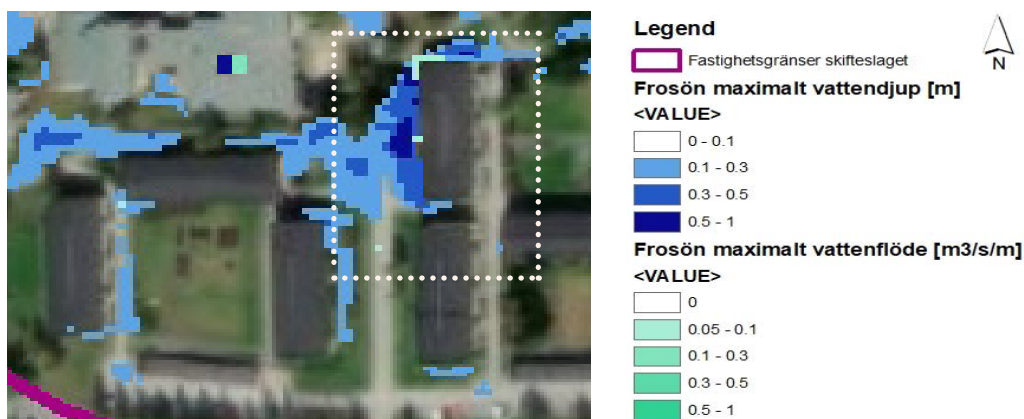 Legend
N
Fastighetsgränser skifteslaget
Frosön maximalt vattendjup [m]
<VALUE>
0 - 0.1
0.1 - 0.3
0.3 - 0.5
0.5 - 1
Frosön maximalt vattenflöde [m3/s/m]
<VALUE>
0
0.05 - 0.1
0.1 - 0.3
0.3 - 0.5
0.5 - 1